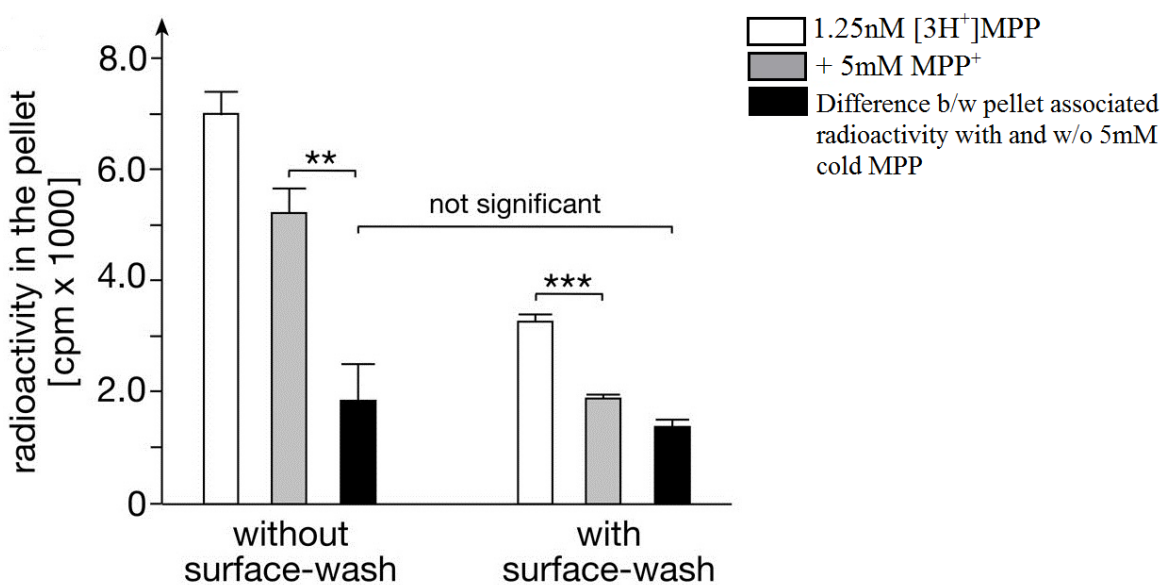 1.25nM [3H⁺]MPP
+ 5mM MPP⁺
Difference b/w pellet associated
radioactivity with and w/o 5mM
cold MPP
radioactivity in the pellet
[cpm x 1000]
8.0
6.0
4.0
2.0
0
**
not significant
***
without
surface-wash
with
surface-wash